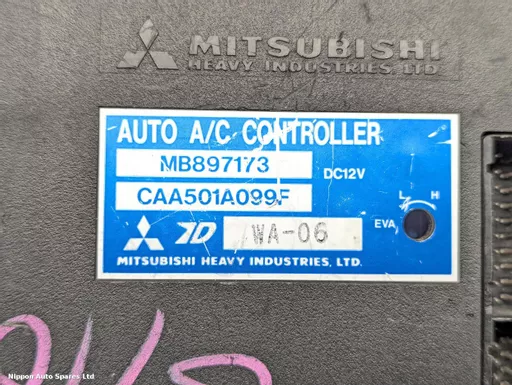 MITSUBISHI
HEAVY INDUSTRIES, LTD.
AUTO A/C CONTROLLER
MB897173
DC12V
CAA501A099F
L H
EVA
7D WA-06
MITSUBISHI HEAVY INDUSTRIES, LTD.
Nippon Auto Spares Ltd